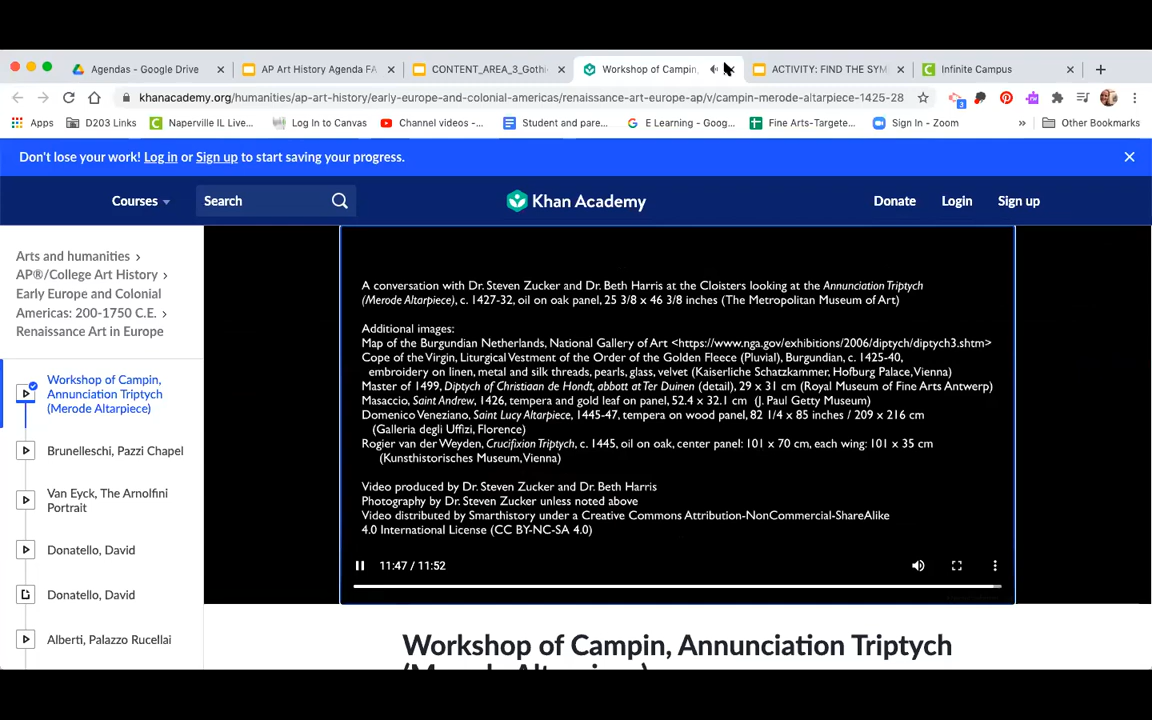 Agendas - Google Drive
AP Art History Agenda FA
CONTENT_AREA_3_Gothi
Workshop of Campin,
ACTIVITY: FIND THE SYM
Infinite Campus
khanacademy.org/humanities/ap-art-history/early-europe-and-colonial-americas/renaissance-art-europe-ap/v/campin-merode-altarpiece-1425-28
3
Apps
D203 Links
Naperville IL Live...
Log In to Canvas
Channel videos -...
Student and pare...
E Learning - Goog...
Fine Arts-Targete...
Sign In - Zoom
»
Other Bookmarks
Don't lose your work! Log in or Sign up to start saving your progress.
Courses
Search
Khan Academy
Donate
Login
Sign up
Arts and humanities ›
AP®/College Art History ›
Early Europe and Colonial
Americas: 200-1750 C.E. ›
Renaissance Art in Europe
Workshop of Campin,
Annunciation Triptych
(Merode Altarpiece)
Brunelleschi, Pazzi Chapel
Van Eyck, The Arnolfini
Portrait
Donatello, David
Donatello, David
Alberti, Palazzo Rucellai
A conversation with Dr. Steven Zucker and Dr. Beth Harris at the Cloisters looking at the Annunciation Triptych
(Merode Altarpiece), c. 1427-32, oil on oak panel, 25 3/8 x 46 3/8 inches (The Metropolitan Museum of Art)
Additional images:
Map of the Burgundian Netherlands, National Gallery of Art <https://www.nga.gov/exhibitions/2006/diptych/diptych3.shtm>
Cope of the Virgin, Liturgical Vestment of the Order of the Golden Fleece (Pluvial), Burgundian, c. 1425-40,
embroidery on linen, metal and silk threads, pearls, glass, velvet (Kaiserliche Schatzkammer, Hofburg Palace, Vienna)
Master of 1499, Diptych of Christiaan de Hondt, abbott at Ter Duinen (detail), 29 x 31 cm (Royal Museum of Fine Arts Antwerp)
Masaccio, Saint Andrew, 1426, tempera and gold leaf on panel, 52.4 x 32.1 cm (J. Paul Getty Museum)
Domenico Veneziano, Saint Lucy Altarpiece, 1445-47, tempera on wood panel, 82 1/4 x 85 inches / 209 x 216 cm
(Galleria degli Uffizi, Florence)
Rogier van der Weyden, Crucifixion Triptych, c. 1445, oil on oak, center panel: 101 x 70 cm, each wing: 101 x 35 cm
(Kunsthistorisches Museum, Vienna)
Video produced by Dr. Steven Zucker and Dr. Beth Harris
Photography by Dr. Steven Zucker unless noted above
Video distributed by Smarthistory under a Creative Commons Attribution-NonCommercial-ShareAlike
4.0 International License (CC BY-NC-SA 4.0)
11:47 / 11:52
Workshop of Campin, Annunciation Triptych
(Merode Altarpiece)